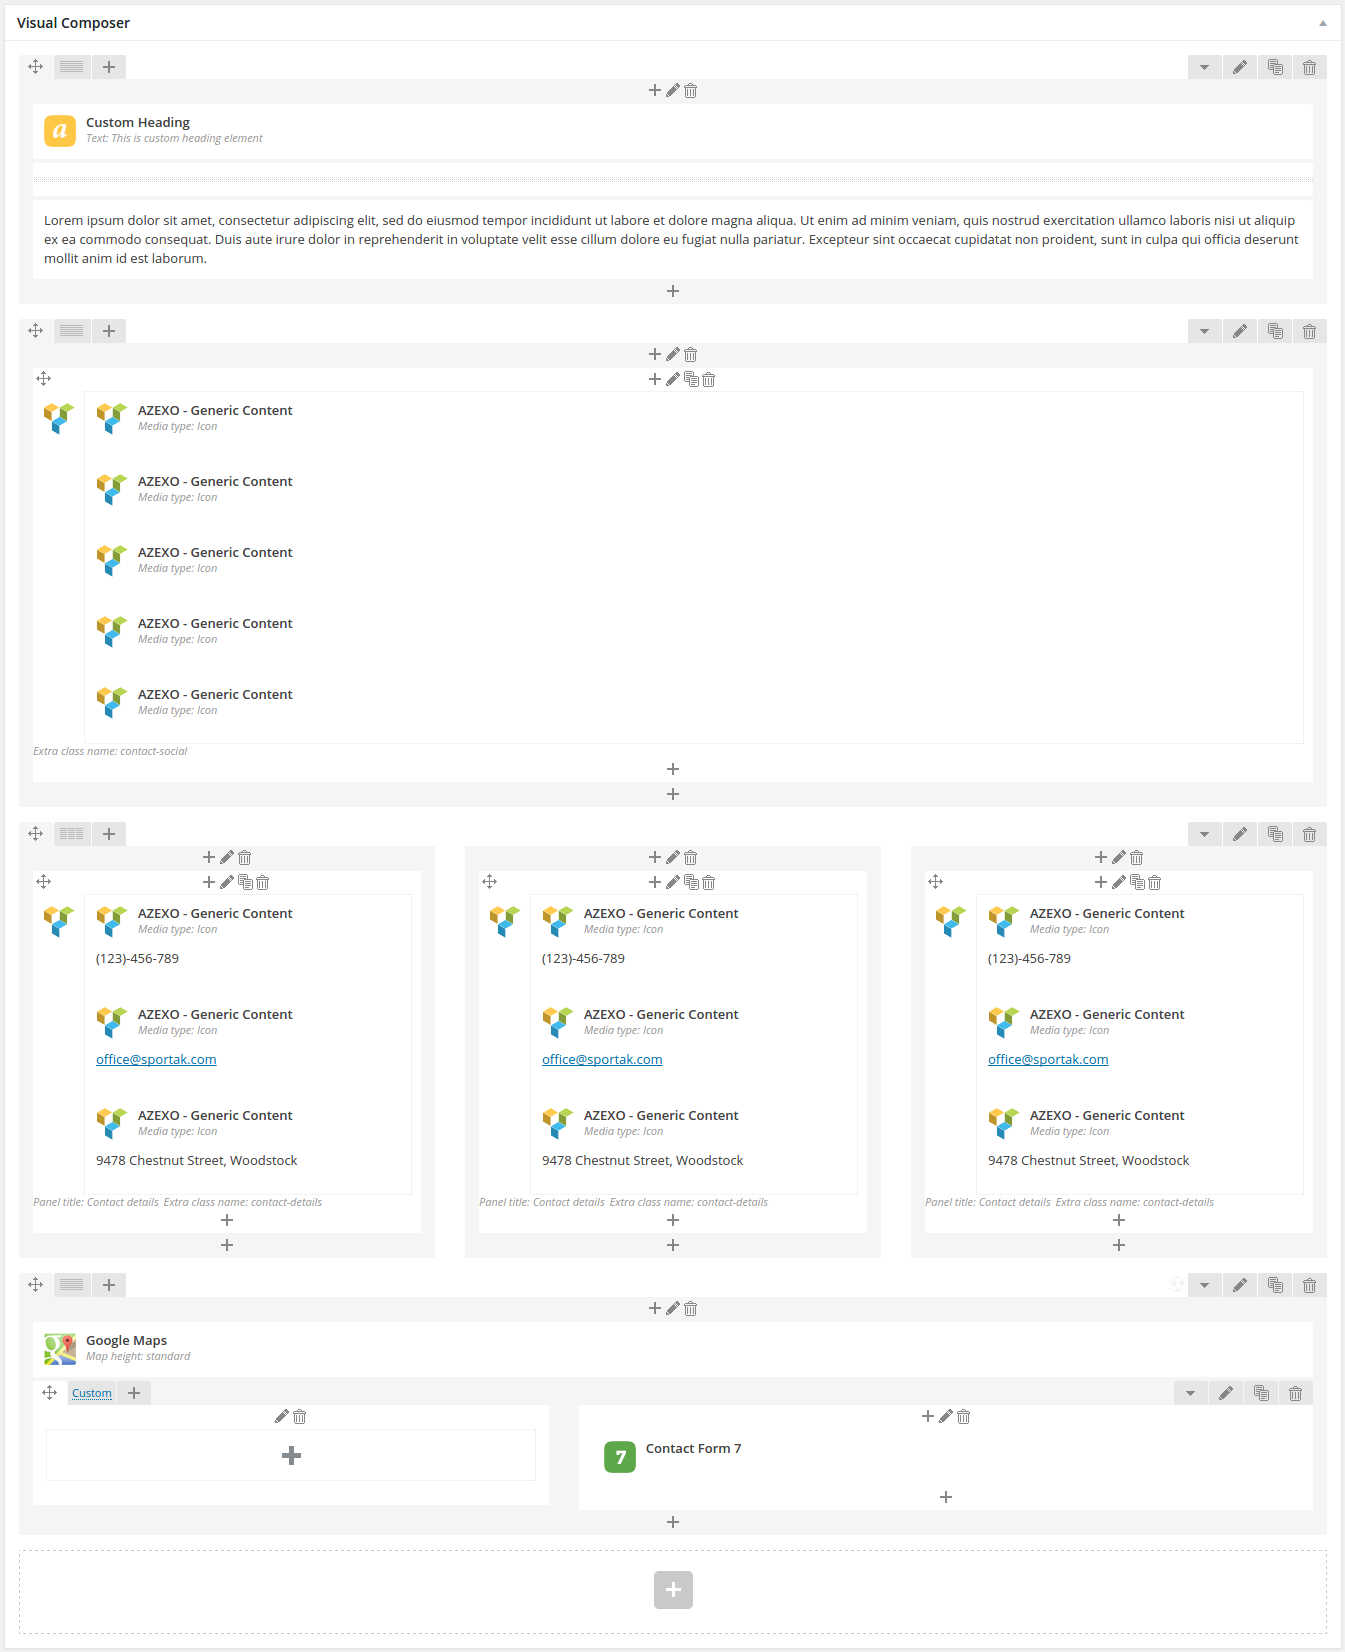 Visual Composer
Custom Heading
Text: This is custom heading element
Lorem ipsum dolor sit amet, consectetur adipiscing elit, sed do eiusmod tempor incididunt ut labore et dolore magna aliqua. Ut enim ad minim veniam, quis nostrud exercitation ullamco laboris nisi ut aliquip
ex ea commodo consequat. Duis aute irure dolor in reprehenderit in voluptate velit esse cillum dolore eu fugiat nulla pariatur. Excepteur sint occaecat cupidatat non proident, sunt in culpa qui officia deserunt
mollit anim id est laborum.
AZEXO - Generic Content
Media type: Icon
AZEXO - Generic Content
Media type: Icon
AZEXO - Generic Content
Media type: Icon
AZEXO - Generic Content
Media type: Icon
AZEXO - Generic Content
Media type: Icon
Extra class name: contact-social
AZEXO - Generic Content
Media type: Icon
(123)-456-789
AZEXO - Generic Content
Media type: Icon
office@sportak.com
AZEXO - Generic Content
Media type: Icon
9478 Chestnut Street, Woodstock
Panel title: Contact details Extra class name: contact-details
AZEXO - Generic Content
Media type: Icon
(123)-456-789
AZEXO - Generic Content
Media type: Icon
office@sportak.com
AZEXO - Generic Content
Media type: Icon
9478 Chestnut Street, Woodstock
Panel title: Contact details Extra class name: contact-details
AZEXO - Generic Content
Media type: Icon
(123)-456-789
AZEXO - Generic Content
Media type: Icon
office@sportak.com
AZEXO - Generic Content
Media type: Icon
9478 Chestnut Street, Woodstock
Panel title: Contact details Extra class name: contact-details
Google Maps
Map height: standard
Custom
7 Contact Form 7